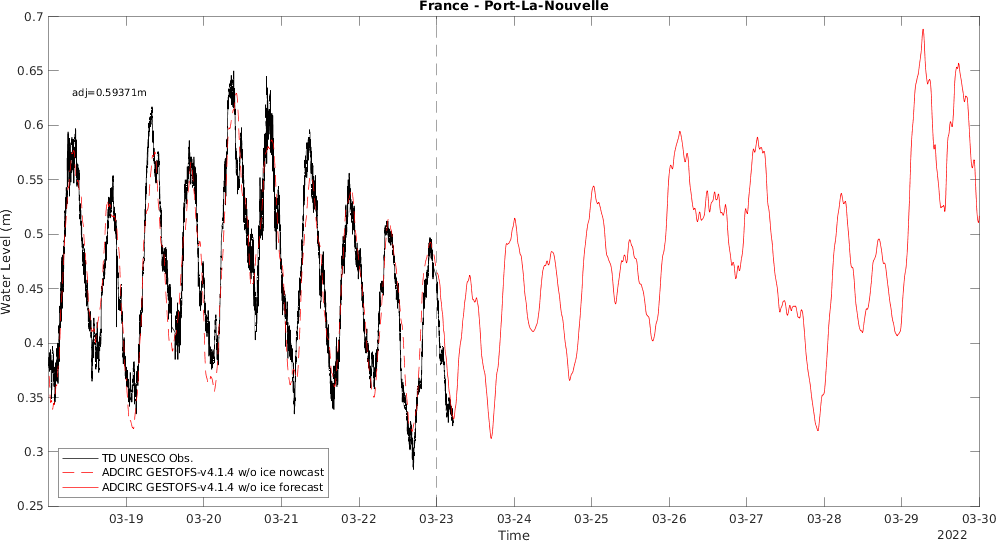 France - Port-La-Nouvelle
0.7
0.65
adj=0.59371m
0.6
0.55
0.5
Water Level (m)
0.45
0.4
0.35
0.3
0.25
TD UNESCO Obs.
ADCIRC GESTOFS-v4.1.4 w/o ice nowcast
ADCIRC GESTOFS-v4.1.4 w/o ice forecast
03-19 03-20 03-21 03-22 03-23 03-24 03-25 03-26 03-27 03-28 03-29 03-30
Time
2022